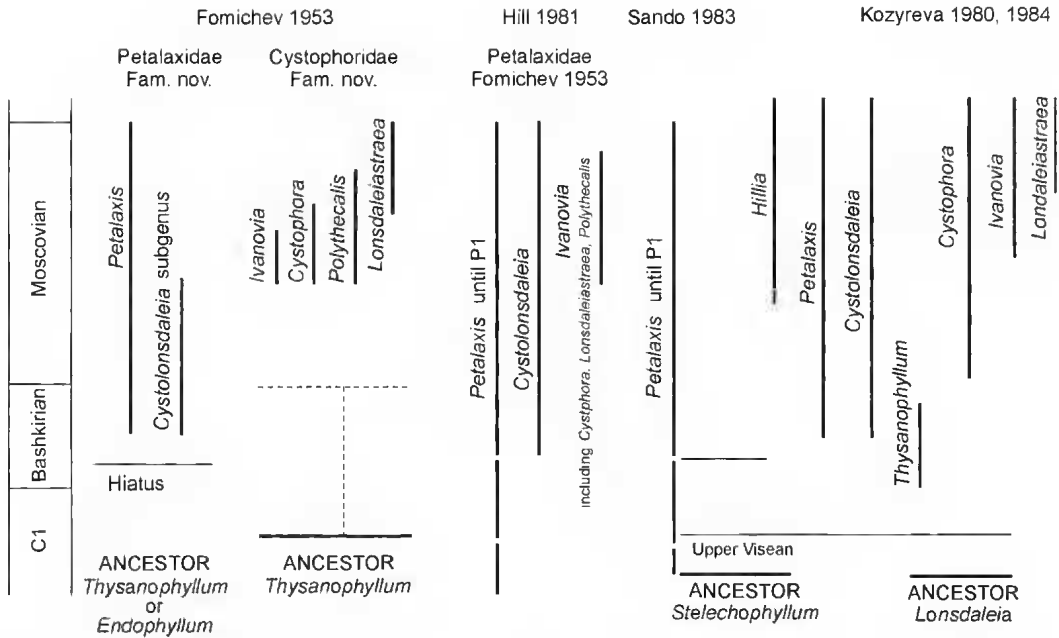 Fomichev 1953
Hill 1981
Sando 1983
Kozyreva 1980, 1984
Petalaxidae
Fam. nov.
Cystophoridae
Fam. nov.
Petalaxidae
Fomichev 1953
Moscovian
Bashkirian
C1
Petalaxis
Cystolonsdaleia subgenus
Ivanovia
Cystophora
Polythecalis
Lonsdaleiastraea
Petalaxis until P1
Cystolonsdaleia
Ivanovia
including Cystphora, Lonsdaleiastraea, Polythecalis
Petalaxis until P1
Hillia
Petalaxis
Cystolonsdaleia
Thysanophyllum
Cystophora
Ivanovia
Londaleiastraea
Hiatus
Upper Visean
ANCESTOR
Thysanophyllum
or
Endophyllum
ANCESTOR
Thysanophyllum
ANCESTOR
Stelechophyllum
ANCESTOR
Lonsdaleia